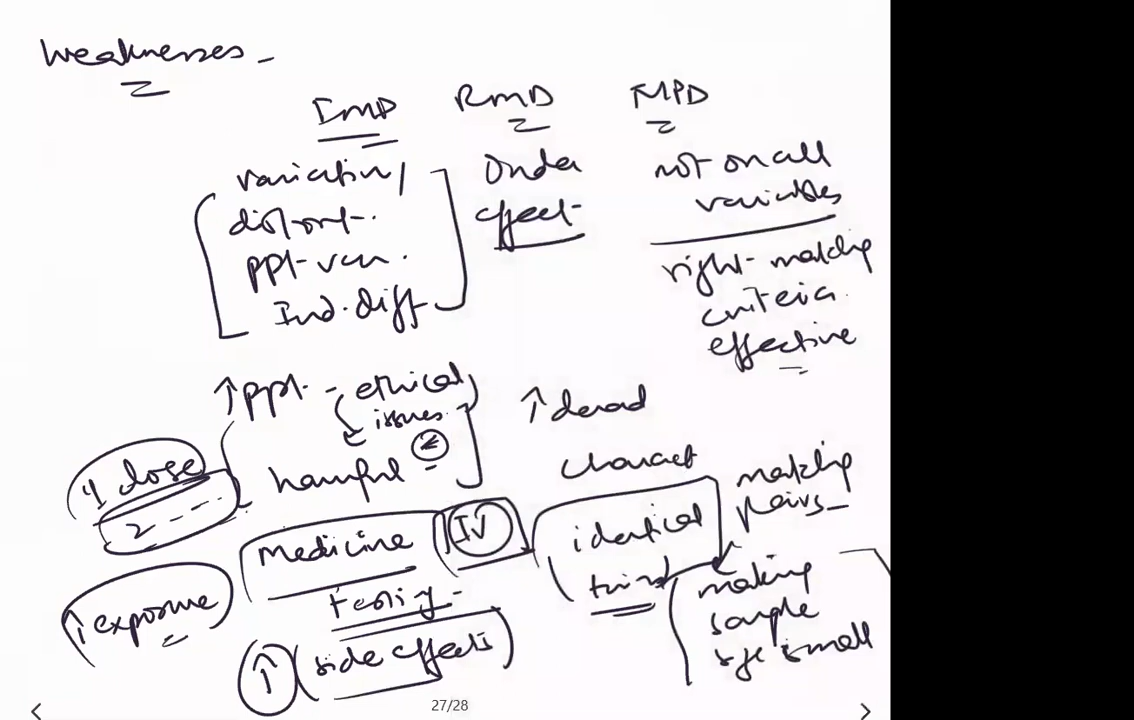 weaknesses -
IMD RMD MPD
variation/ order not on all
distort. effect variables
ppt var. right matching
Ind. diff criteria
effective
↑ppt - ethical issues
harmful
charact
1 dose
2 ----
matching pairs -
medicine IV
testing -
identical twins
↑ exposure
↑ (side effects)
making sample size small
27/28